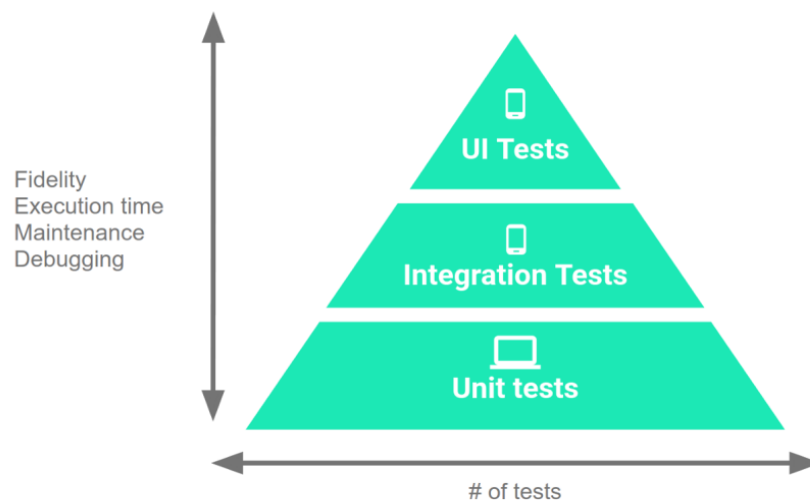 UI Tests
Fidelity
Execution time
Maintenance
Debugging
Integration Tests
Unit tests
# of tests